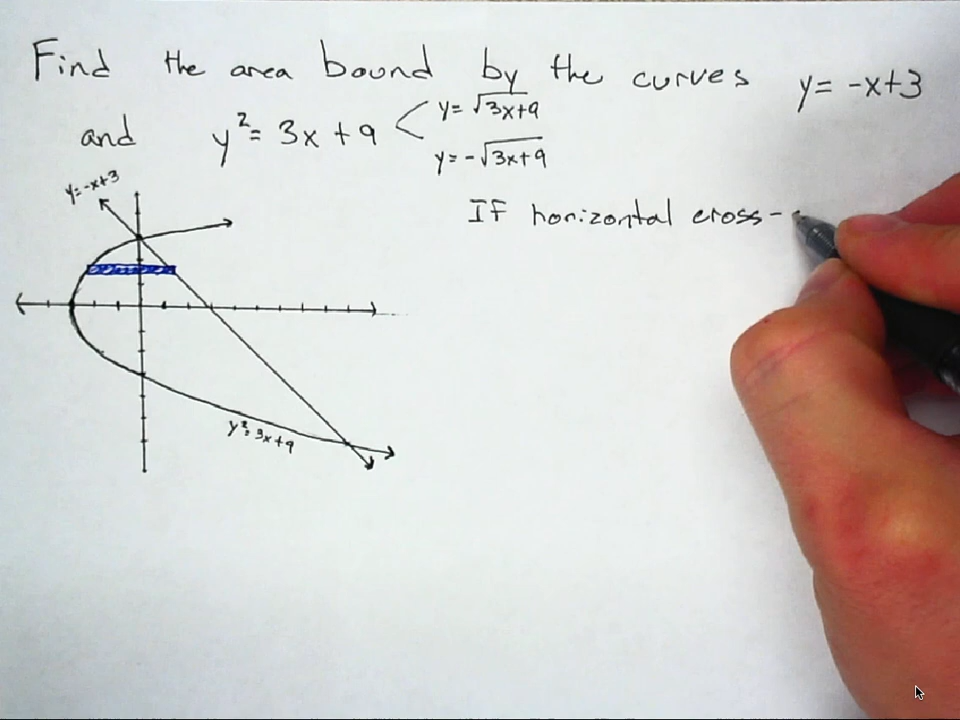 Find the area bound by the curves y = -x+3
and y² = 3x + 9 < y = √3x+9
y = -√3x+9
y = -x+3
IF horizontal cross-
y² = 3x+9